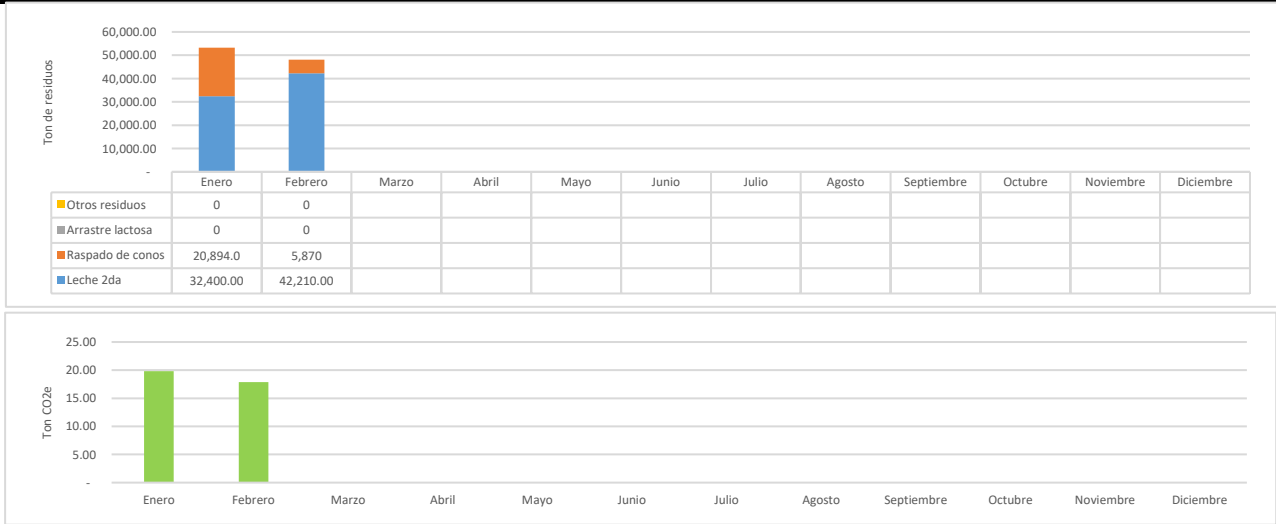 60,000.00
50,000.00
40,000.00
30,000.00
20,000.00
10,000.00
-
Ton de residuos
Enero Febrero Marzo Abril Mayo Junio Julio Agosto Septiembre Octubre Noviembre Diciembre
Otros residuos 0 0
Arrastre lactosa 0 0
Raspado de conos 20,894.0 5,870
Leche 2da 32,400.00 42,210.00
25.00
20.00
15.00
10.00
5.00
-
Ton CO2e
Enero Febrero Marzo Abril Mayo Junio Julio Agosto Septiembre Octubre Noviembre Diciembre